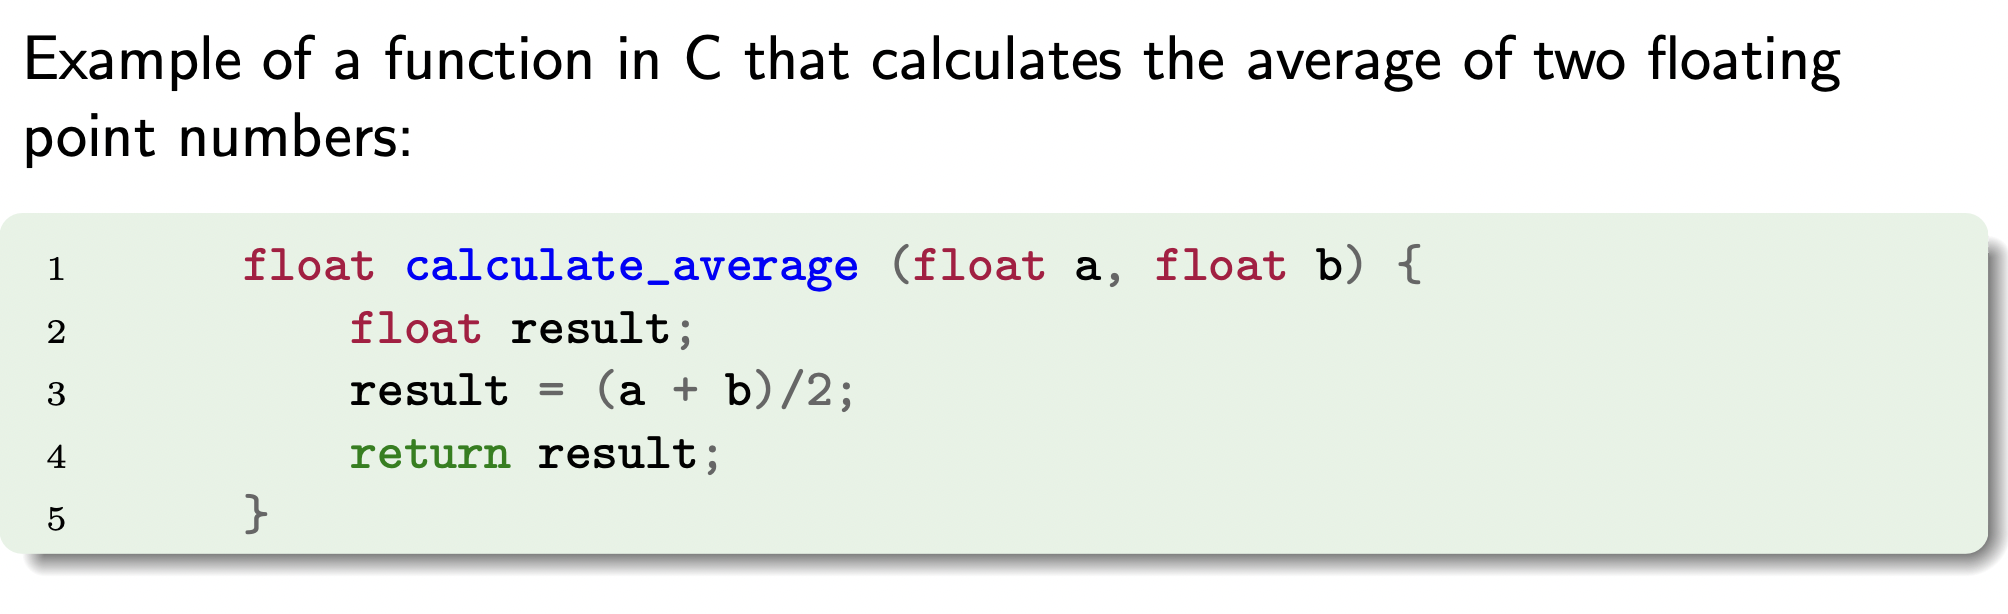 Example of a function in C that calculates the average of two floating
point numbers:
1 float calculate_average (float a, float b) {
2 float result;
3 result = (a + b)/2;
4 return result;
5 }